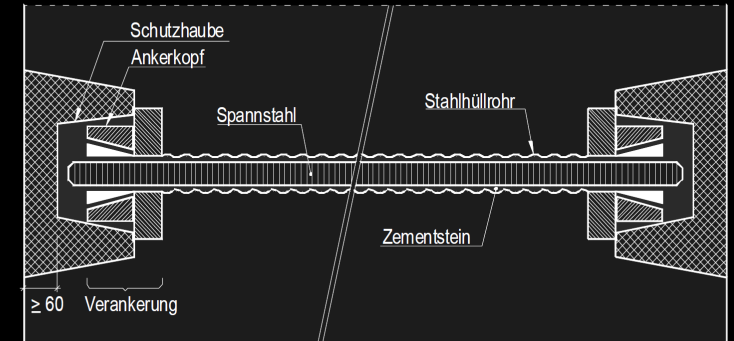 Schutzhaube
Ankerkopf
Spannstahl
Stahlhüllrohr
Zementstein
≥ 60
Verankerung